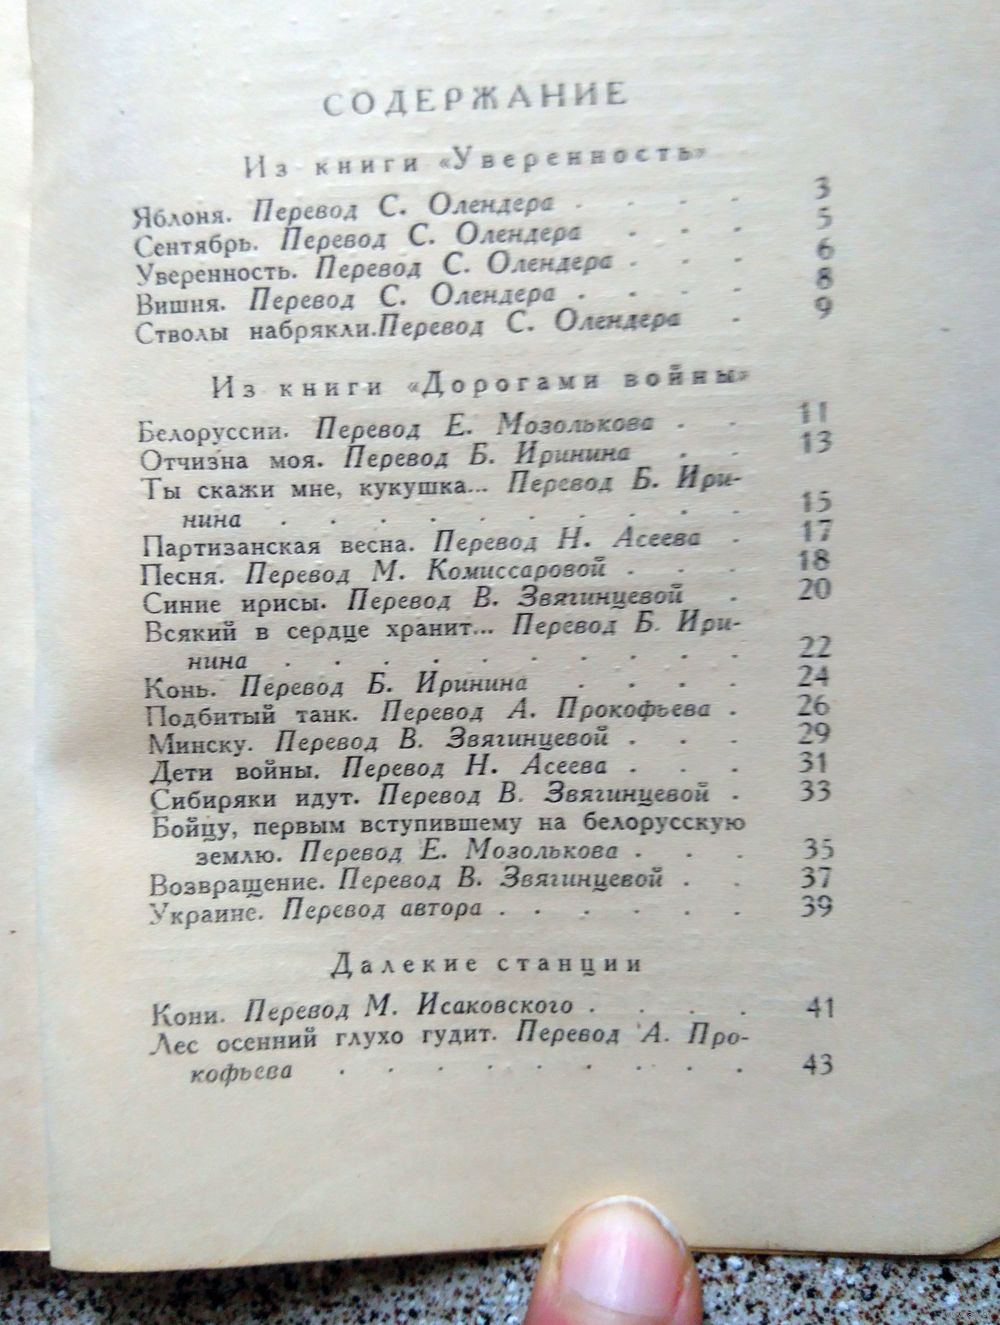 СОДЕРЖАНИЕ
Из книги «Уверенность»
Яблоня. Перевод С. Олендера . . . . 3
Сентябрь. Перевод С. Олендера . . . 5
Уверенность. Перевод С. Олендера . . . 6
Вишня. Перевод С. Олендера . . . . 8
Стволы набрякли.Перевод С. Олендера . 9
Из книги «Дорогами войны»
Белоруссии. Перевод Е. Мозолькова . . 11
Отчизна моя. Перевод Б. Иринина . . 13
Ты скажи мне, кукушка... Перевод Б. Ири-
нина . . . . . . . . . . 15
Партизанская весна. Перевод Н. Асеева . 17
Песня. Перевод М. Комиссаровой . . . 18
Синие ирисы. Перевод В. Звягинцевой . 20
Всякий в сердце хранит... Перевод Б. Ири-
нина . . . . . . . . . . 22
Конь. Перевод Б. Иринина . . . . 24
Подбитый танк. Перевод А. Прокофьева . 26
Минску. Перевод В. Звягинцевой . . . 29
Дети войны. Перевод Н. Асеева . . . 31
Сибиряки идут. Перевод В. Звягинцевой . 33
Бойцу, первым вступившему на белорусскую
землю. Перевод Е. Мозолькова . . . 35
Возвращение. Перевод В. Звягинцевой . . 37
Украине. Перевод автора . . . . . . 39
Далекие станции
Кони. Перевод М. Исаковского . . . . 41
Лес осенний глухо гудит. Перевод А. Про-
кофьева . . . . . . . . . 43